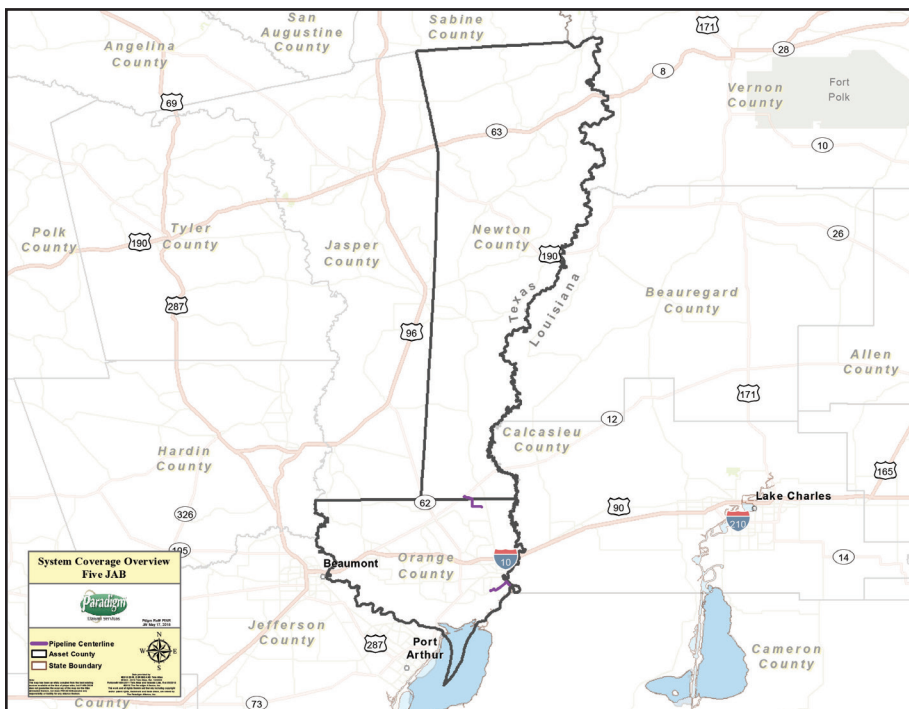 San
Augustine
County
Sabine
County
171
28
Angelina
County
8
Vernon
County
Fort
Polk
69
63
10
Polk
County
190
Tyler
County
Jasper
County
Newton
County
190
26
Texas
Louisiana
Beauregard
County
287
96
Allen
County
171
12
Calcasieu
County
Hardin
County
165
62
90
Lake Charles
210
326
105
Orange
County
10
14
Beaumont
System Coverage Overview
Five JAB
Paradigm
Jefferson
County
287
Port
Arthur
Cameron
County
Pipeline Centerline
Asset County
State Boundary
N
W
E
S
County
73